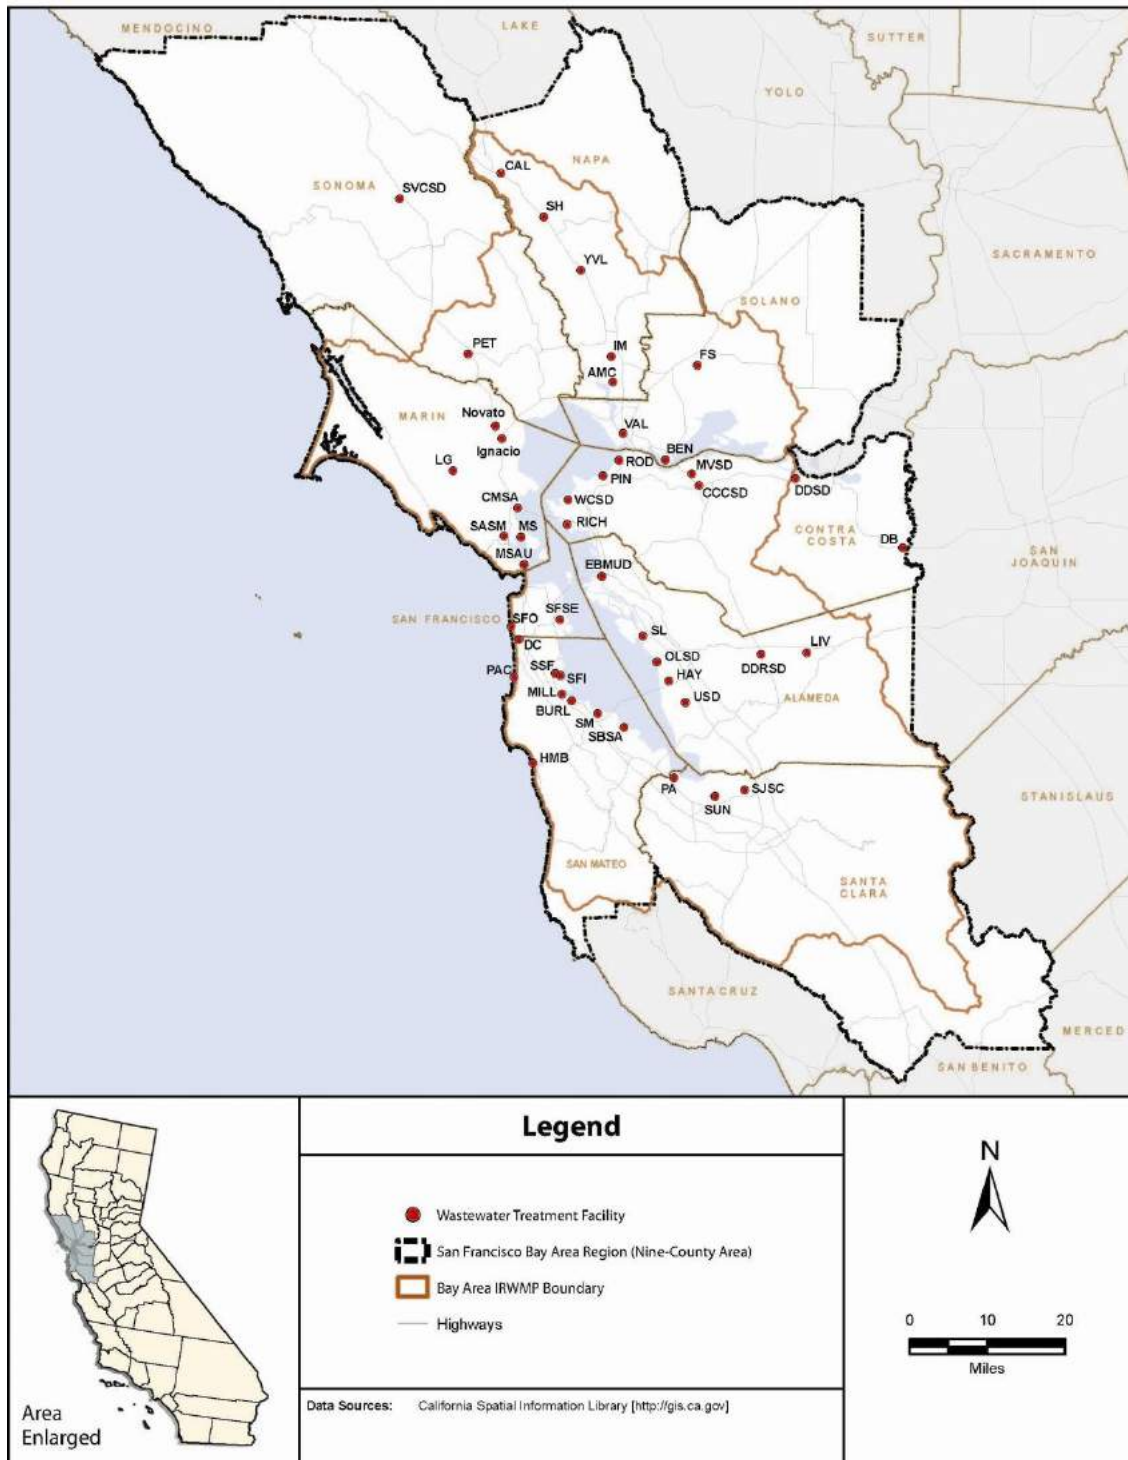 MENDOCINO
LAKE
SUTTER
YOLO
NAPA
CAL
SONOMA
SVCSD
SH
SACRAMENTO
YVL
SOLANO
PET
IM
FS
AMC
MARIN
Novato
VAL
Ignacio
BEN
LG
ROD
MVSD
PIN
CCCSD
DDSD
CMSA
WCSD
RICH
CONTRA
COSTA
SASM
MS
DB
SAN
JOAQUIN
MSAU
EBMUD
SAN FRANCISCO
SFO
SFSE
SL
DC
LIV
OLSD
DDRSD
PAC
SSF
SFI
HAY
MILL
USD
ALAMEDA
BURL
SM
SBSA
HMB
PA
SUN
SJSC
STANISLAUS
SAN MATEO
SANTA
CLARA
SANTA CRUZ
MERCED
SAN BENITO
Legend
Wastewater Treatment Facility
San Francisco Bay Area Region (Nine-County Area)
Bay Area IRWMP Boundary
Highways
Data Sources: California Spatial Information Library [http://gis.ca.gov]
N
0 10 20
Miles
Area
Enlarged